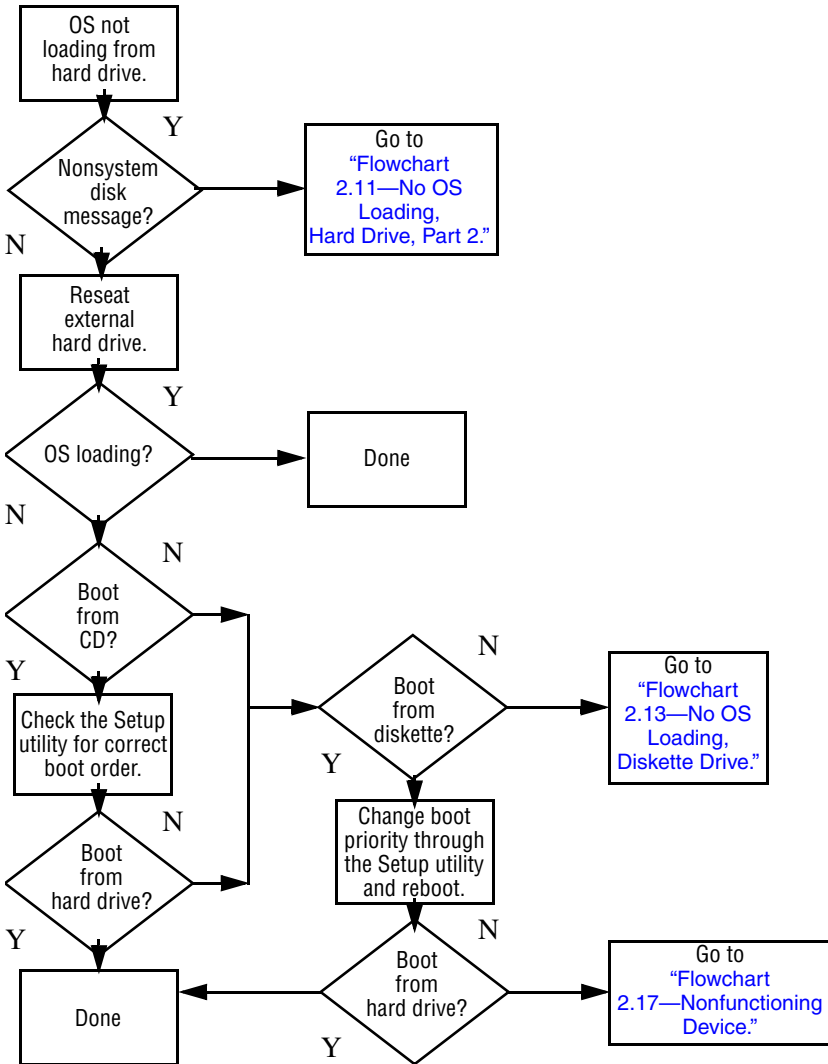 OS not
loading from
hard drive.
Y
Nonsystem
disk
message?
Go to
“Flowchart
2.11—No OS
Loading,
Hard Drive, Part 2.”
N
Reseat
external
hard drive.
Y
OS loading?
Done
N
N
Boot
from
CD?
Y
Check the Setup
utility for correct
boot order.
N
Boot
from
hard drive?
Y
Done
N
Boot
from
diskette?
Go to
“Flowchart
2.13—No OS
Loading,
Diskette Drive.”
Y
Change boot
priority through
the Setup utility
and reboot.
N
Boot
from
hard drive?
Go to
“Flowchart
2.17—Nonfunctioning
Device.”
Y